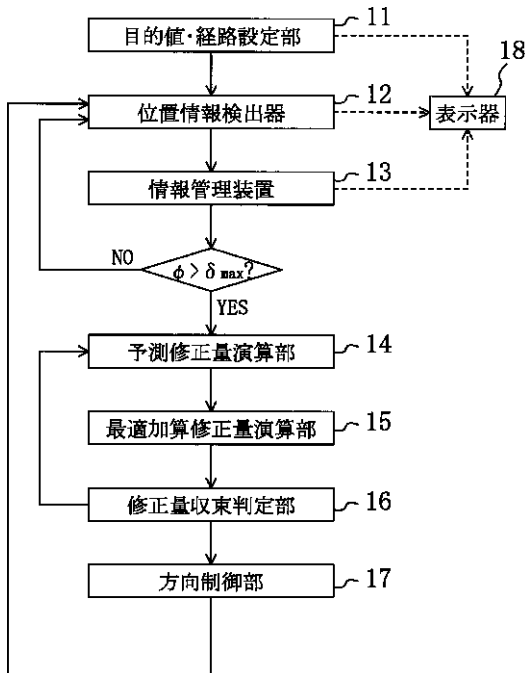 目的値・経路設定部
11
18
位置情報検出器
12
表示器
情報管理装置
13
NO
φ > δmax?
YES
予測修正量演算部
14
最適加算修正量演算部
15
修正量収束判定部
16
方向制御部
17